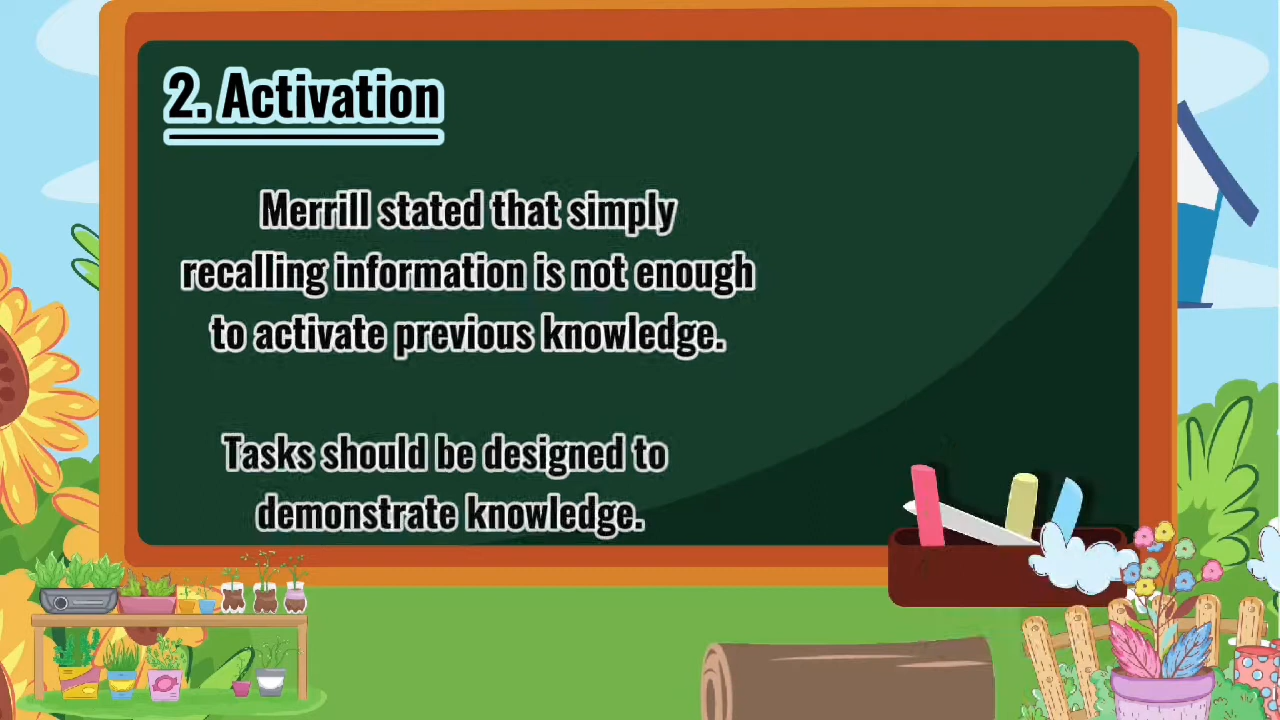 2. Activation
Merrill stated that simply
recalling information is not enough
to activate previous knowledge.
Tasks should be designed to
demonstrate knowledge.